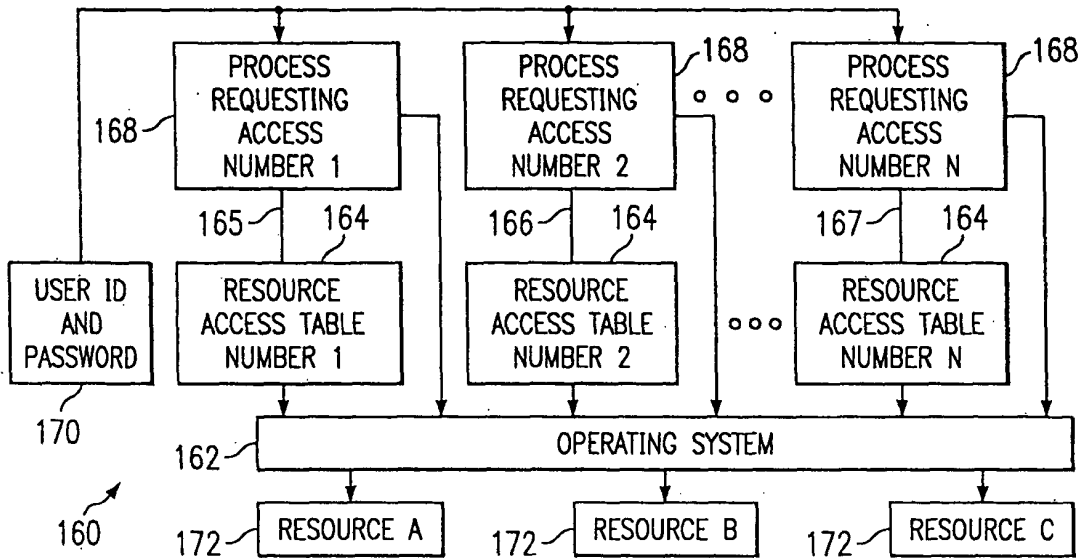 PROCESS
REQUESTING
ACCESS
NUMBER 1
168
PROCESS
REQUESTING
ACCESS
NUMBER 2
168
PROCESS
REQUESTING
ACCESS
NUMBER N
168
165
164
166
164
167
164
USER ID
AND
PASSWORD
170
RESOURCE
ACCESS TABLE
NUMBER 1
RESOURCE
ACCESS TABLE
NUMBER 2
RESOURCE
ACCESS TABLE
NUMBER N
162
OPERATING SYSTEM
160
172
RESOURCE A
172
RESOURCE B
172
RESOURCE C